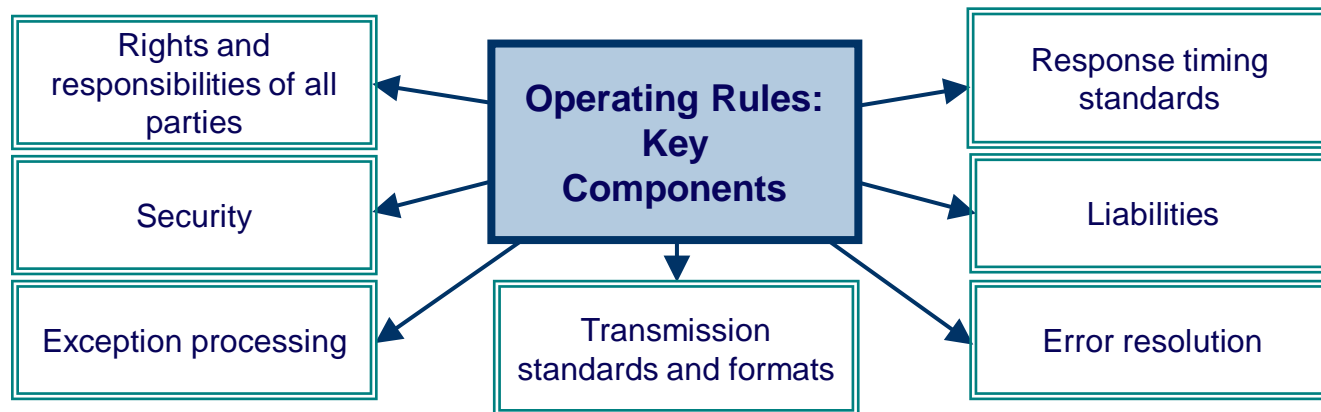 Rights and
responsibilities of all
parties
Security
Exception processing
Operating Rules:
Key
Components
Transmission
standards and formats
Response timing
standards
Liabilities
Error resolution